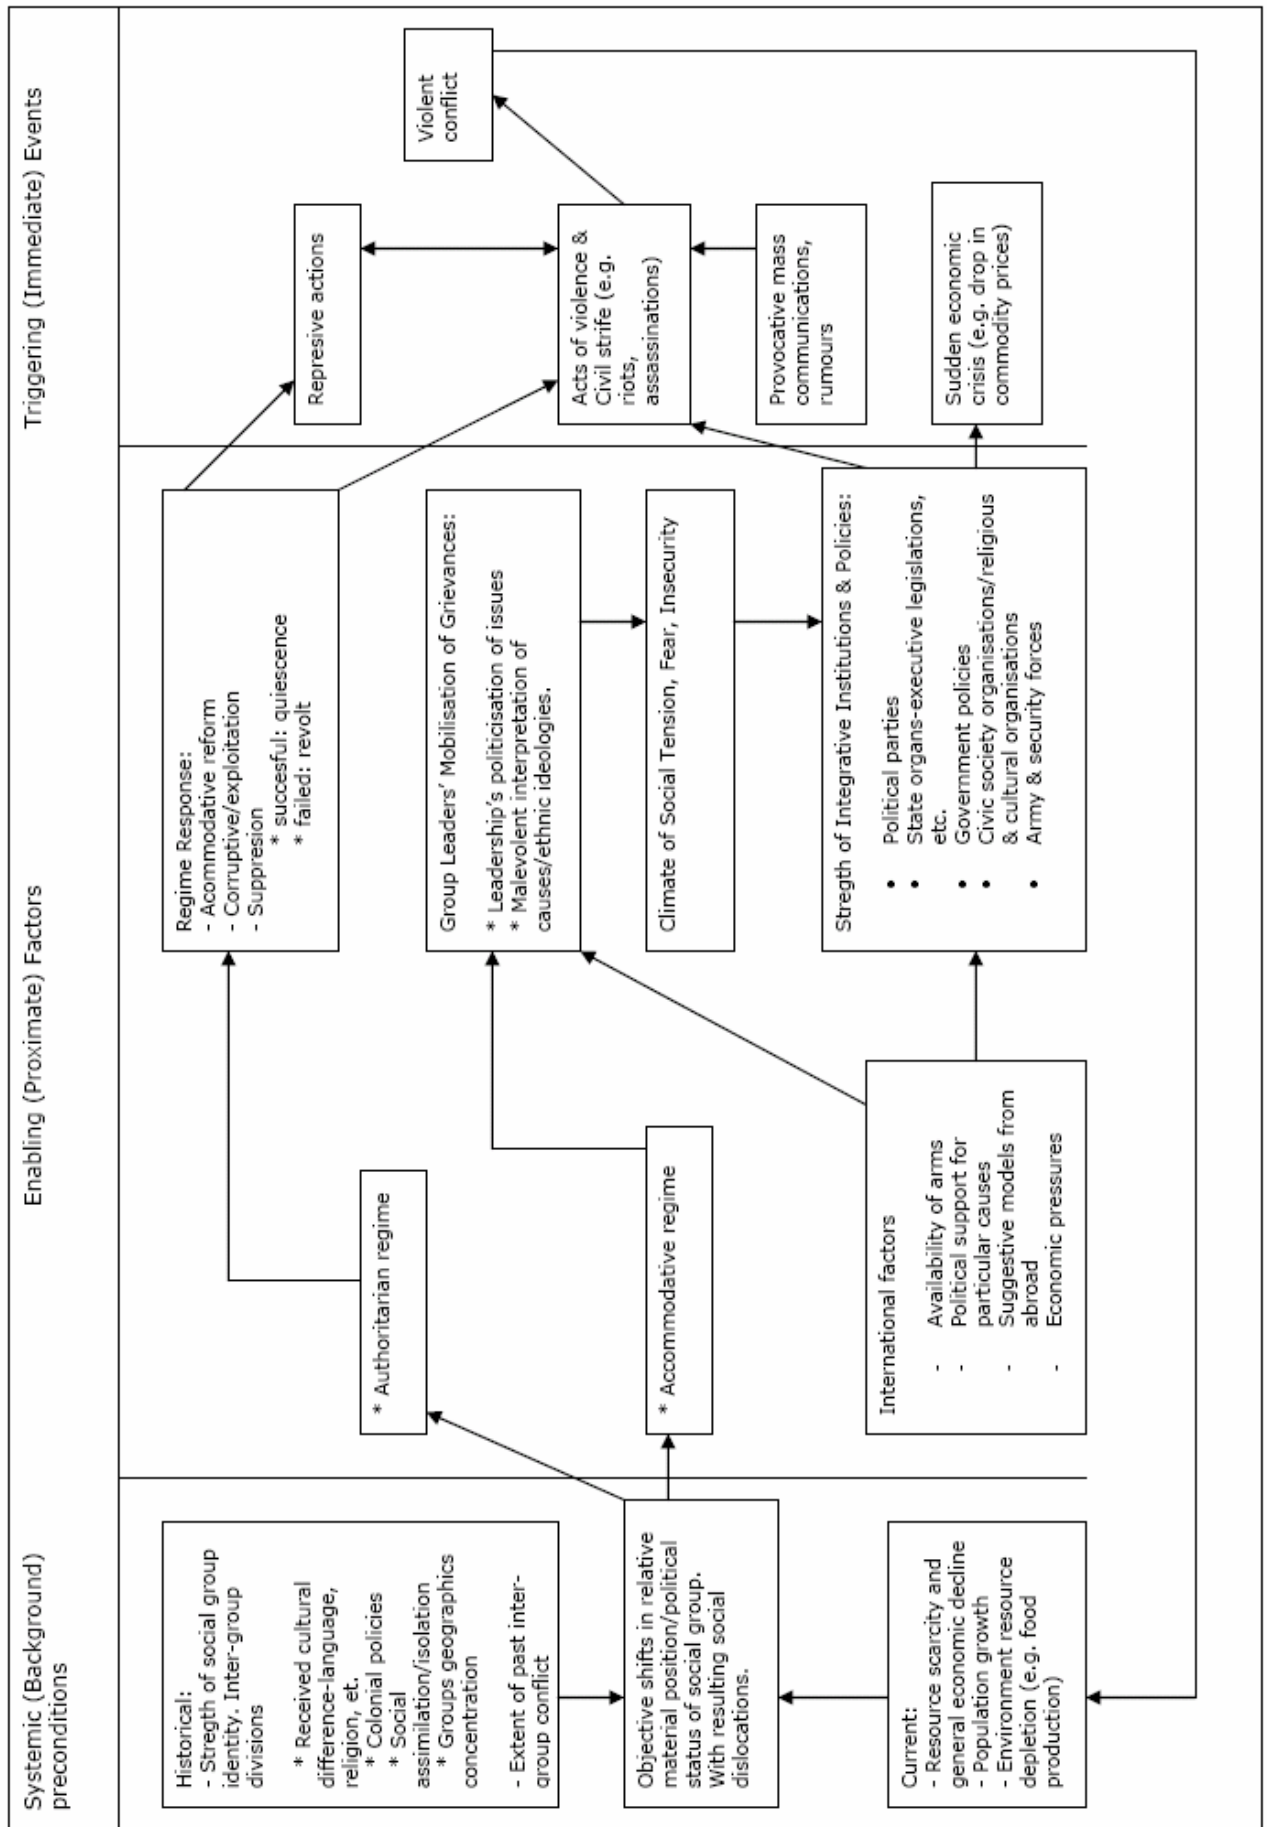 Systemic (Background)
preconditions
Enabling (Proximate) Factors
Triggering (Immediate) Events
Historical:
- Stregth of social group
identity. Inter-group
divisions
* Received cultural
difference-language,
religion, et.
* Colonial policies
* Social
assimilation/isolation
* Groups geographics
concentration
- Extent of past inter-
group conflict
Objective shifts in relative
material position/political
status of social group.
With resulting social
dislocations.
Current:
- Resource scarcity and
general economic decline
- Population growth
- Environment resource
depletion (e.g. food
production)
* Authoritarian regime
* Accommodative regime
International factors
- Availability of arms
- Political support for
particular causes
- Suggestive models from
abroad
- Economic pressures
Regime Response:
- Acommodative reform
- Corruptive/exploitation
- Suppresion
* succesful: quiescence
* failed: revolt
Group Leaders’ Mobilisation of Grievances:
* Leadership’s politicisation of issues
* Malevolent interpretation of
causes/ethnic ideologies.
Climate of Social Tension, Fear, Insecurity
Stregth of Integrative Institutions & Policies:
• Political parties
• State organs-executive legislations,
etc.
• Government policies
• Civic society organisations/religious
& cultural organisations
• Army & security forces
Represive actions
Acts of violence &
Civil strife (e.g.
riots,
assassinations)
Provocative mass
communications,
rumours
Sudden economic
crisis (e.g. drop in
commodity prices)
Violent
conflict